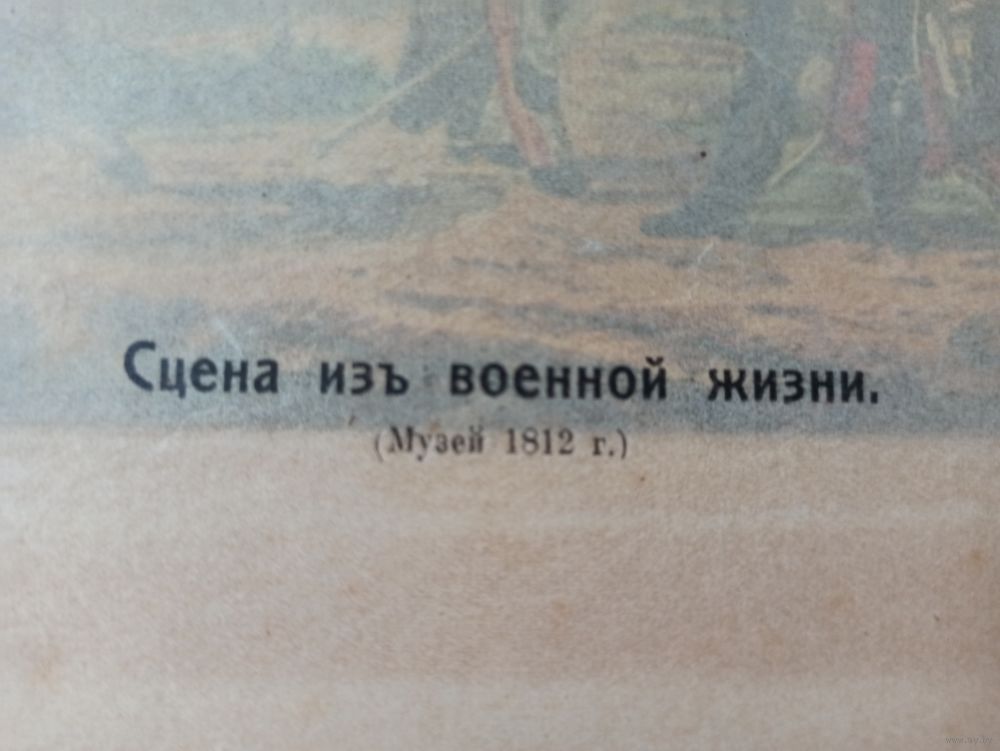 Сцена изъ военной жизни.
(Музей 1812 г.)